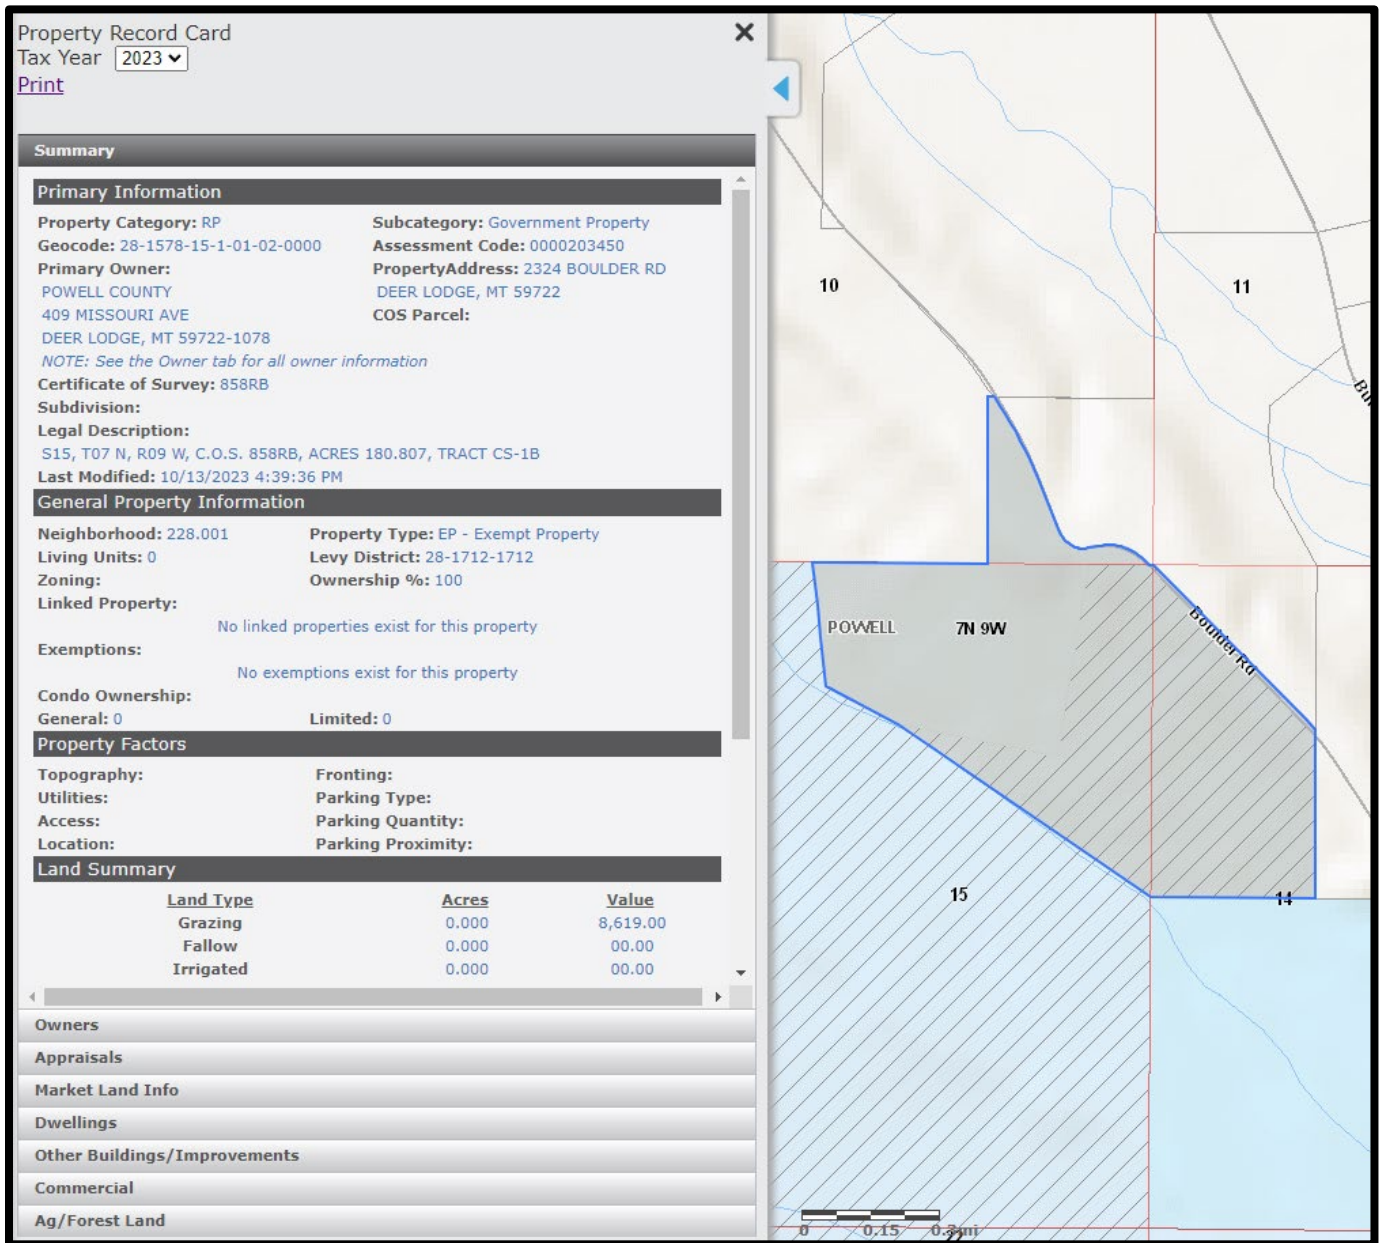 Property Record Card
Tax Year 2023
Print
Summary
Primary Information
Property Category: RP Subcategory: Government Property
Geocode: 28-1578-15-1-01-02-0000 Assessment Code: 0000203450
Primary Owner: PropertyAddress: 2324 BOULDER RD
POWELL COUNTY DEER LODGE, MT 59722
409 MISSOURI AVE COS Parcel:
DEER LODGE, MT 59722-1078
NOTE: See the Owner tab for all owner information
Certificate of Survey: 858RB
Subdivision:
Legal Description:
S15, T07 N, R09 W, C.O.S. 858RB, ACRES 180.807, TRACT CS-1B
Last Modified: 10/13/2023 4:39:36 PM
General Property Information
Neighborhood: 228.001 Property Type: EP - Exempt Property
Living Units: 0 Levy District: 28-1712-1712
Zoning: Ownership %: 100
Linked Property:
No linked properties exist for this property
Exemptions:
No exemptions exist for this property
Condo Ownership:
General: 0 Limited: 0
Property Factors
Topography: Fronting:
Utilities: Parking Type:
Access: Parking Quantity:
Location: Parking Proximity:
Land Summary
Land Type Acres Value
Grazing 0.000 8,619.00
Fallow 0.000 00.00
Irrigated 0.000 00.00
Owners
Appraisals
Market Land Info
Dwellings
Other Buildings/Improvements
Commercial
Ag/Forest Land
10
11
Bou
POWELL
7N 9W
Boulder Rd
15
14
0 0.15 0.3mi
22